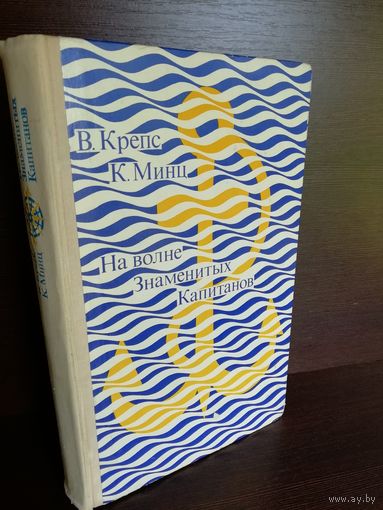 В. Крепс
К. Минц
На волне
Знаменитых
Капитанов
К. Минц
Знаменитых
Капитанов
www.ay.by